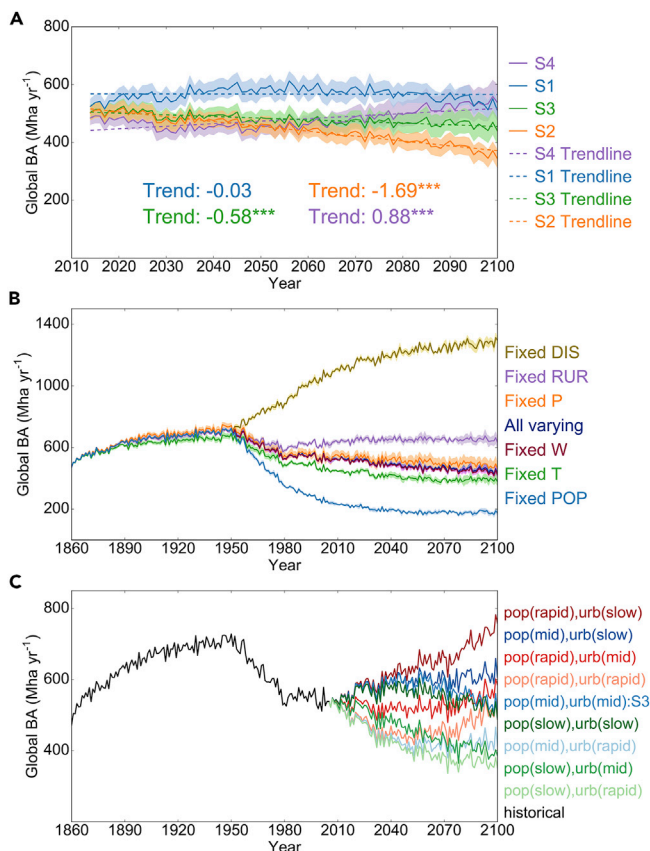 A
800
600
400
200
Global BA (Mha yr-1)
2010 2020 2030 2040 2050 2060 2070 2080 2090 2100
Year
Trend: -0.03
Trend: -1.69***
Trend: -0.58***
Trend: 0.88***
S4
S1
S3
S2
S4 Trendline
S1 Trendline
S3 Trendline
S2 Trendline
B
1400
1000
600
200
Global BA (Mha yr-1)
1860 1890 1920 1950 1980 2010 2040 2070 2100
Year
Fixed DIS
Fixed RUR
Fixed P
All varying
Fixed W
Fixed T
Fixed POP
C
800
600
400
Global BA (Mha yr-1)
1860 1890 1920 1950 1980 2010 2040 2070 2100
Year
pop(rapid),urb(slow)
pop(mid),urb(slow)
pop(rapid),urb(mid)
pop(rapid),urb(rapid)
pop(mid),urb(mid):S3
pop(slow),urb(slow)
pop(mid),urb(rapid)
pop(slow),urb(mid)
pop(slow),urb(rapid)
historical